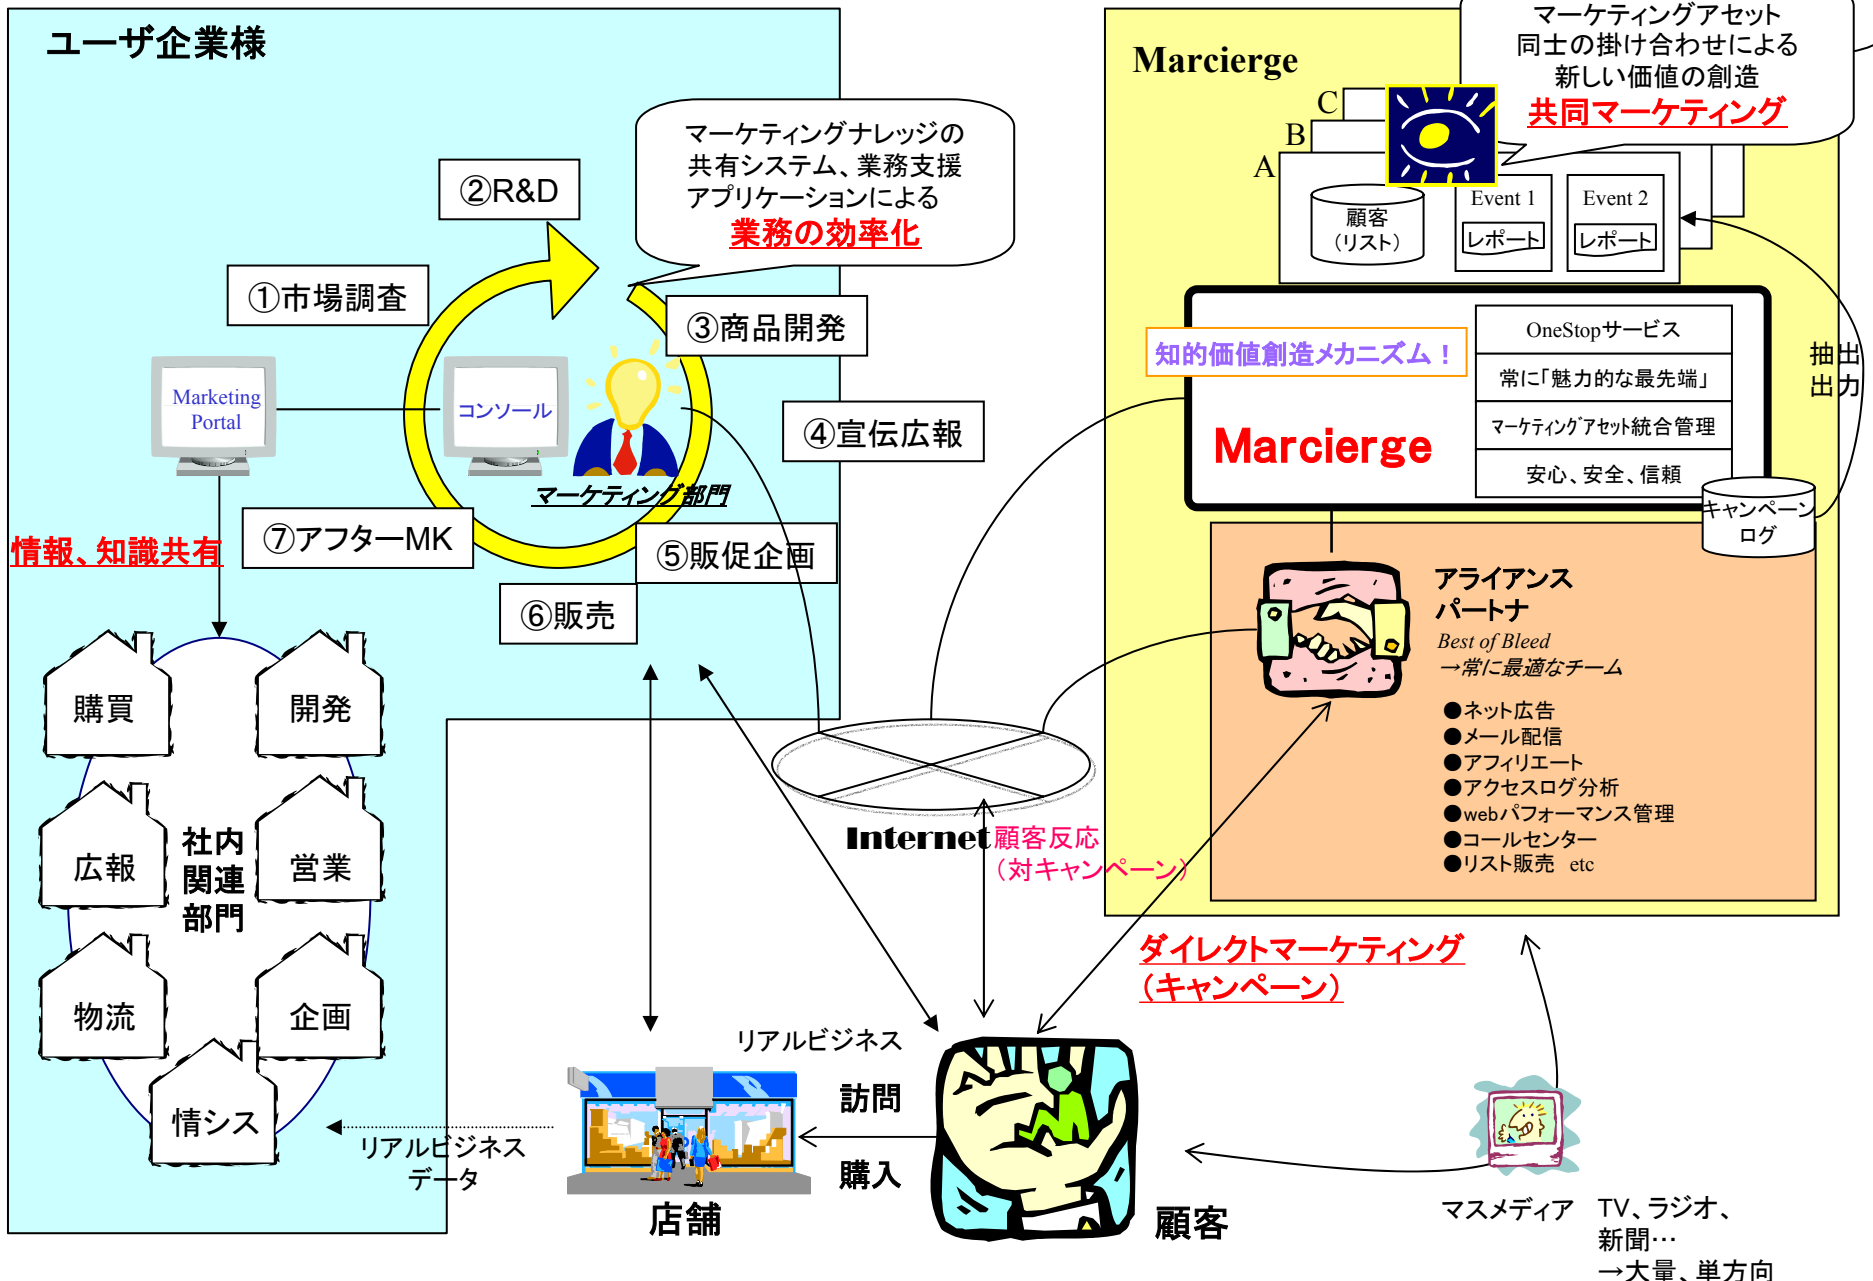 ユーザ企業様
マーケティングナレッジの
共有システム、業務支援
アプリケーションによる
業務の効率化
②R&D
①市場調査
③商品開発
④宣伝広報
⑤販促企画
⑥販売
⑦アフターMK
Marketing
Portal
コンソール
マーケティング部門
情報、知識共有
購買
開発
広報
営業
社内
関連
部門
物流
企画
情シス
リアルビジネス
データ
店舗
リアルビジネス
訪問
購入
顧客
Internet
顧客反応
（対キャンペーン）
ダイレクトマーケティング
（キャンペーン）
Marcierge
マーケティングアセット
同士の掛け合わせによる
新しい価値の創造
共同マーケティング
C
B
A
顧客
（リスト）
Event 1
レポート
Event 2
レポート
知的価値創造メカニズム！
Marcierge
OneStopサービス
常に「魅力的な最先端」
マーケティングアセット統合管理
安心、安全、信頼
抽出
出力
キャンペーン
ログ
アライアンス
パートナ
Best of Bleed
→常に最適なチーム
●ネット広告
●メール配信
●アフィリエート
●アクセスログ分析
●webパフォーマンス管理
●コールセンター
●リスト販売 etc
マスメディア
TV、ラジオ、
新聞…
→大量、単方向